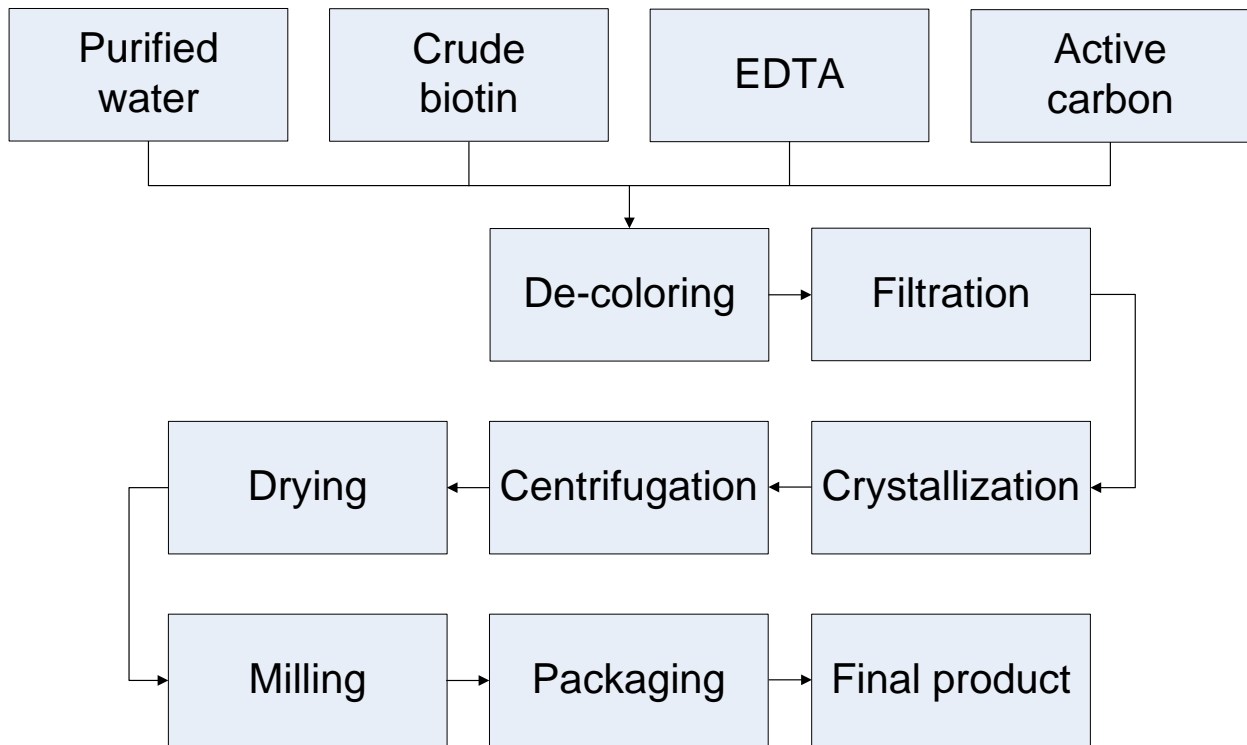 Purified
water
Crude
biotin
EDTA
Active
carbon
De-coloring
Filtration
Drying
Centrifugation
Crystallization
Milling
Packaging
Final product